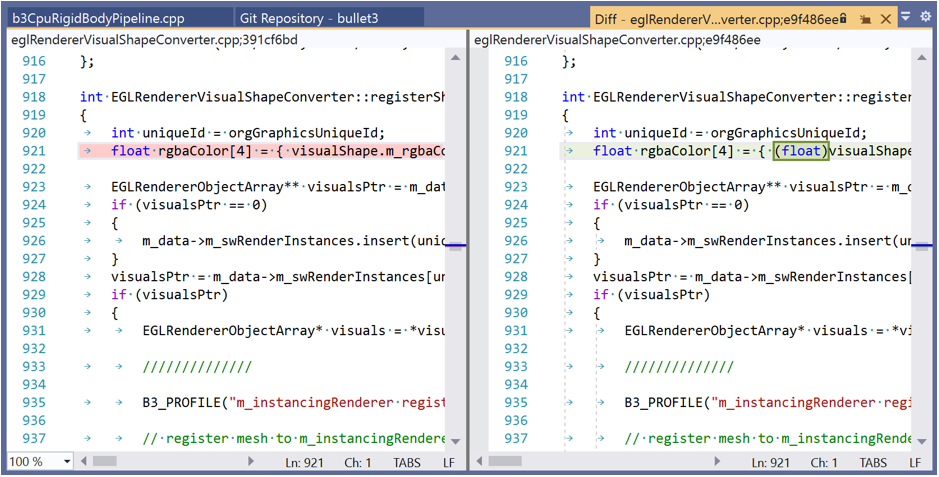 b3CpuRigidBodyPipeline.cpp
Git Repository - bullet3
Diff - eglRendererV...verter.cpp;e9f486ee
eglRendererVisualShapeConverter.cpp;391cf6bd
916 };
917
918 int EGLRendererVisualShapeConverter::registerSh
919 {
920 int uniqueId = orgGraphicsUniqueId;
921 float rgbaColor[4] = { visualShape.m_rgbaCo
922
923 EGLRendererObjectArray** visualsPtr = m_dat
924 if (visualsPtr == 0)
925 {
926 m_data->m_swRenderInstances.insert(uniq
927 }
928 visualsPtr = m_data->m_swRenderInstances[un
929 if (visualsPtr)
930 {
931 EGLRendererObjectArray* visuals = *visu
932
933 //////////////
934
935 B3_PROFILE("m_instancingRenderer regist
936
937 // register mesh to m_instancingRendere
100 %
Ln: 921 Ch: 1 TABS LF
eglRendererVisualShapeConverter.cpp;e9f486ee
916 };
917
918 int EGLRendererVisualShapeConverter::register
919 {
920 int uniqueId = orgGraphicsUniqueId;
921 float rgbaColor[4] = { (float)visualShape
922
923 EGLRendererObjectArray** visualsPtr = m_d
924 if (visualsPtr == 0)
925 {
926 m_data->m_swRenderInstances.insert(un
927 }
928 visualsPtr = m_data->m_swRenderInstances[
929 if (visualsPtr)
930 {
931 EGLRendererObjectArray* visuals = *vi
932
933 //////////////
934
935 B3_PROFILE("m_instancingRenderer regi
936
937 // register mesh to m_instancingRende
Ln: 921 Ch: 1 TABS LF